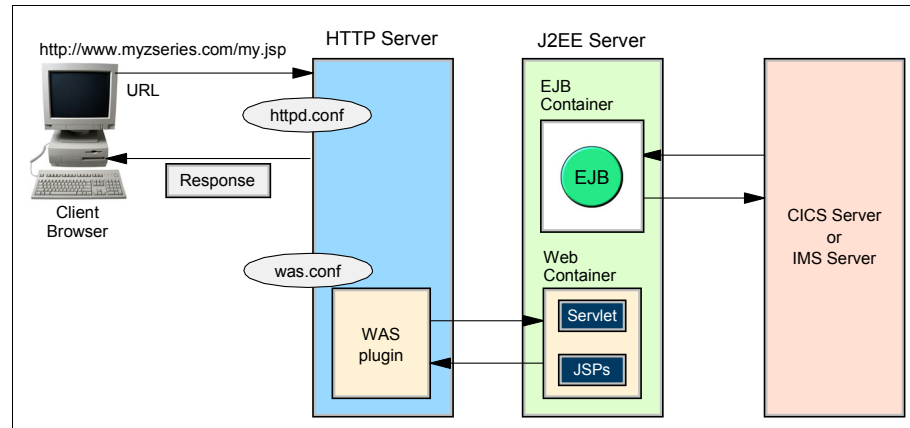 HTTP Server
J2EE Server
http://www.myzseries.com/my.jsp
URL
httpd.conf
Response
Client
Browser
was.conf
WAS
plugin
EJB
Container
EJB
Web
Container
Servlet
JSPs
CICS Server
or
IMS Server